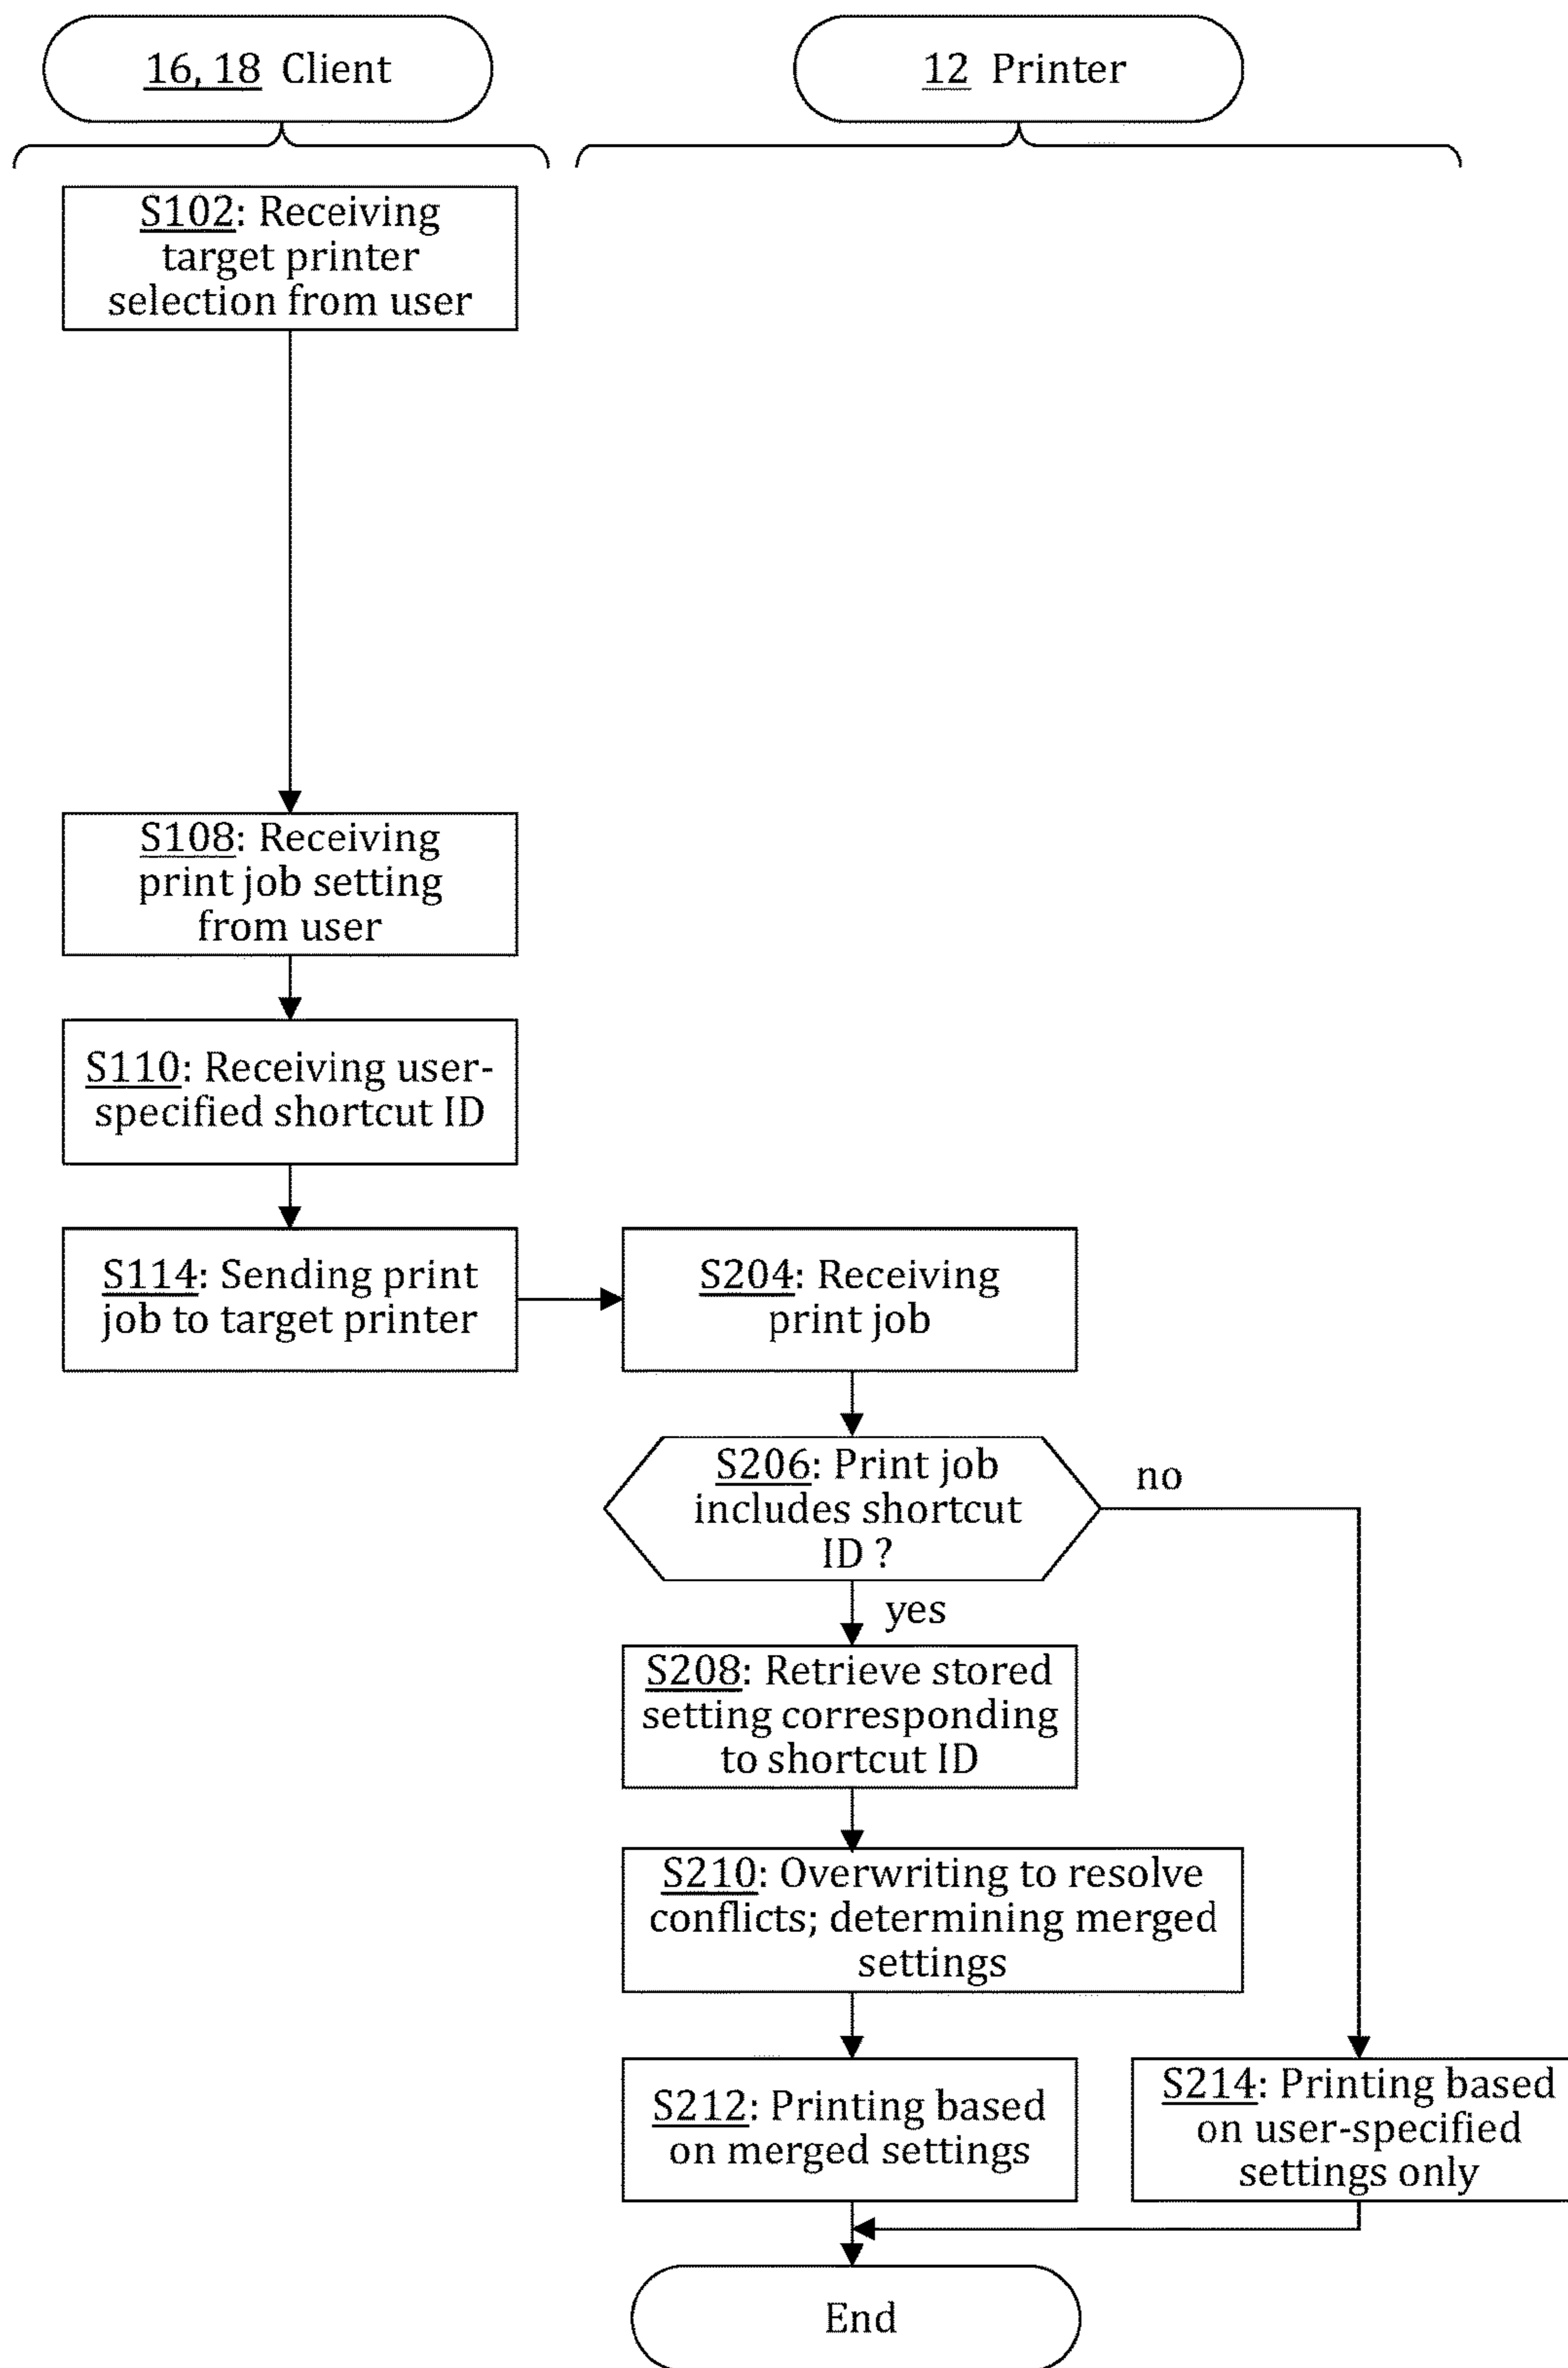 16, 18 Client
12 Printer
S102: Receiving
target printer
selection from user
S108: Receiving
print job setting
from user
S110: Receiving user-
specified shortcut ID
S114: Sending print
job to target printer
S204: Receiving
print job
S206: Print job
includes shortcut
ID ?
no
yes
S208: Retrieve stored
setting corresponding
to shortcut ID
S210: Overwriting to resolve
conflicts; determining merged
settings
S212: Printing based
on merged settings
S214: Printing based
on user-specified
settings only
End